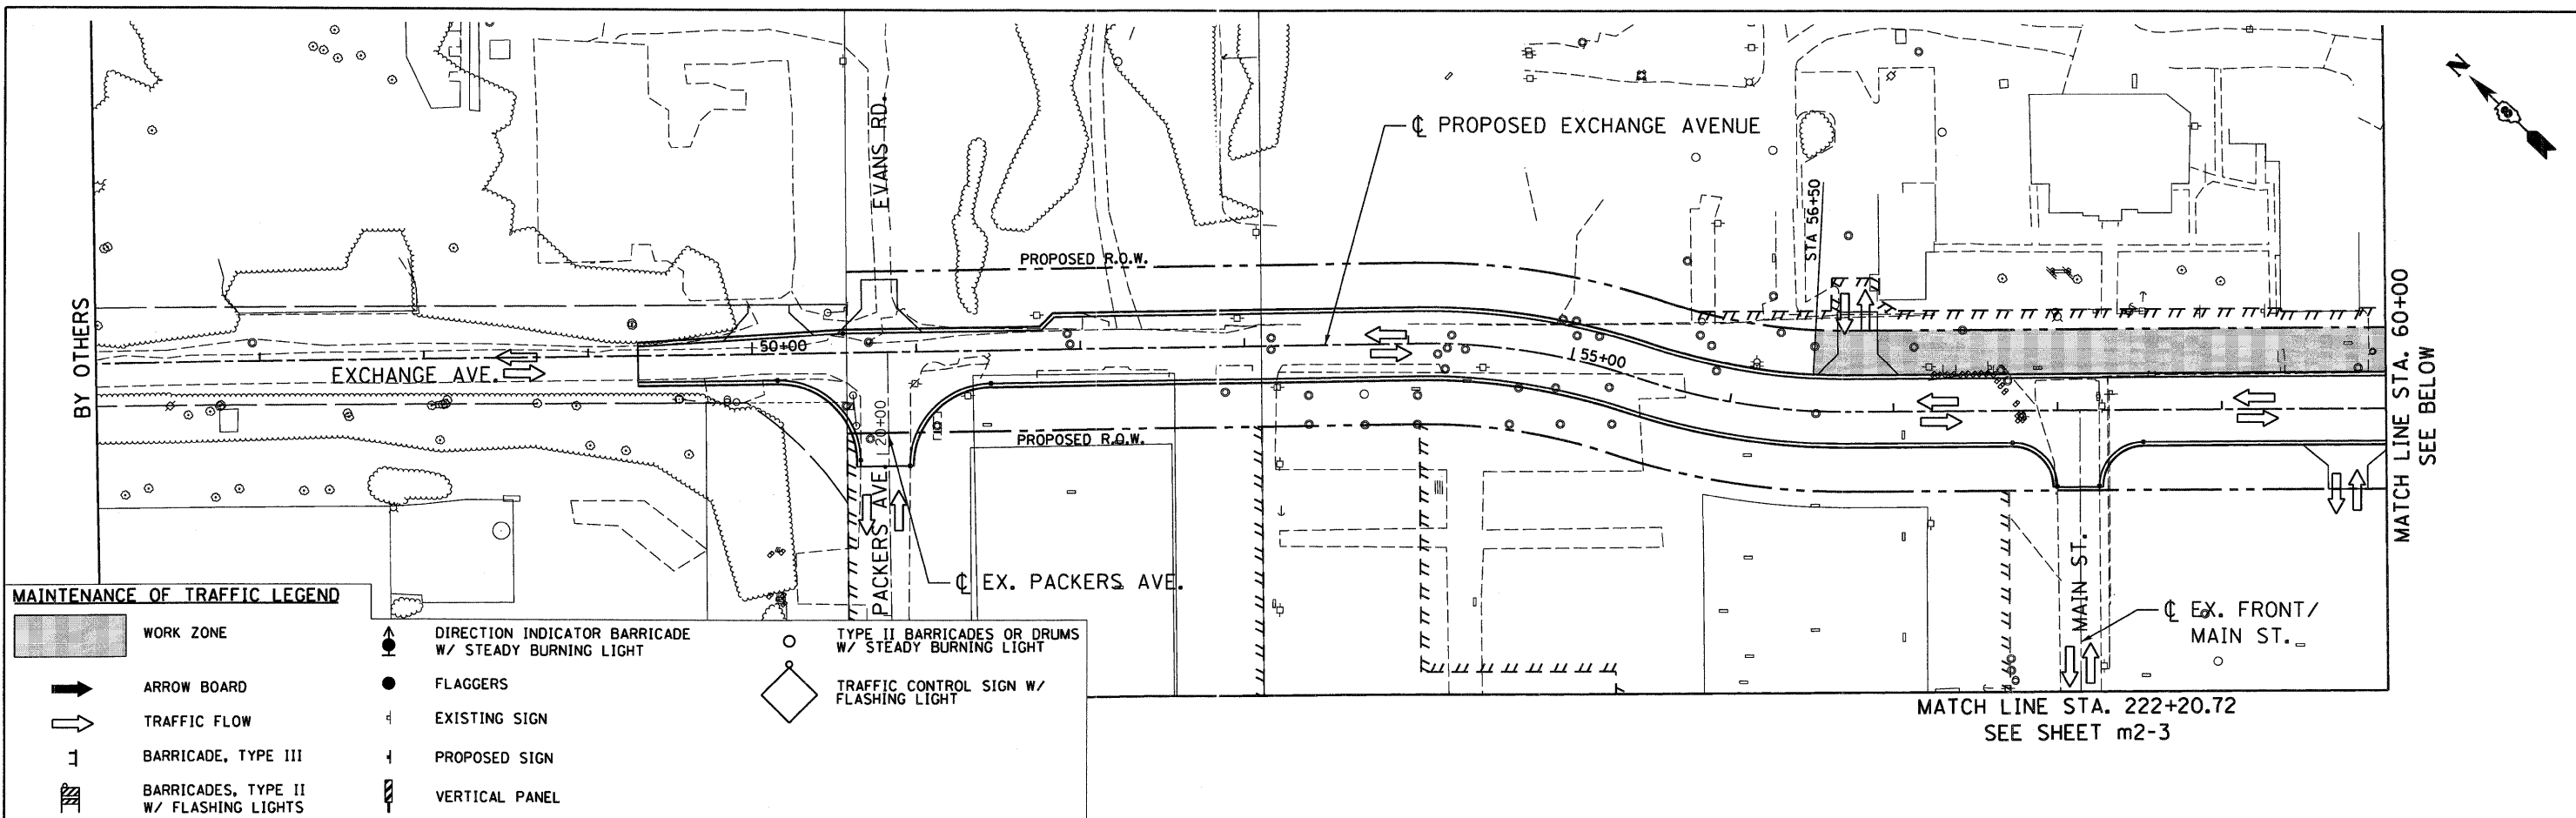 N
EVANS RD.
℄ PROPOSED EXCHANGE AVENUE
STA 56+50
PROPOSED R.O.W.
BY OTHERS
50+00
EXCHANGE AVE.
55+00
MATCH LINE STA. 60+00
SEE BELOW
20+00
PROPOSED R.O.W.
PACKERS AVE.
℄ EX. PACKERS AVE.
MAIN ST.
℄ EX. FRONT/
MAIN ST.
MATCH LINE STA. 222+20.72
SEE SHEET m2-3
MAINTENANCE OF TRAFFIC LEGEND
WORK ZONE
ARROW BOARD
TRAFFIC FLOW
BARRICADE, TYPE III
BARRICADES, TYPE II
W/ FLASHING LIGHTS
DIRECTION INDICATOR BARRICADE
W/ STEADY BURNING LIGHT
FLAGGERS
EXISTING SIGN
PROPOSED SIGN
VERTICAL PANEL
TYPE II BARRICADES OR DRUMS
W/ STEADY BURNING LIGHT
TRAFFIC CONTROL SIGN W/
FLASHING LIGHT